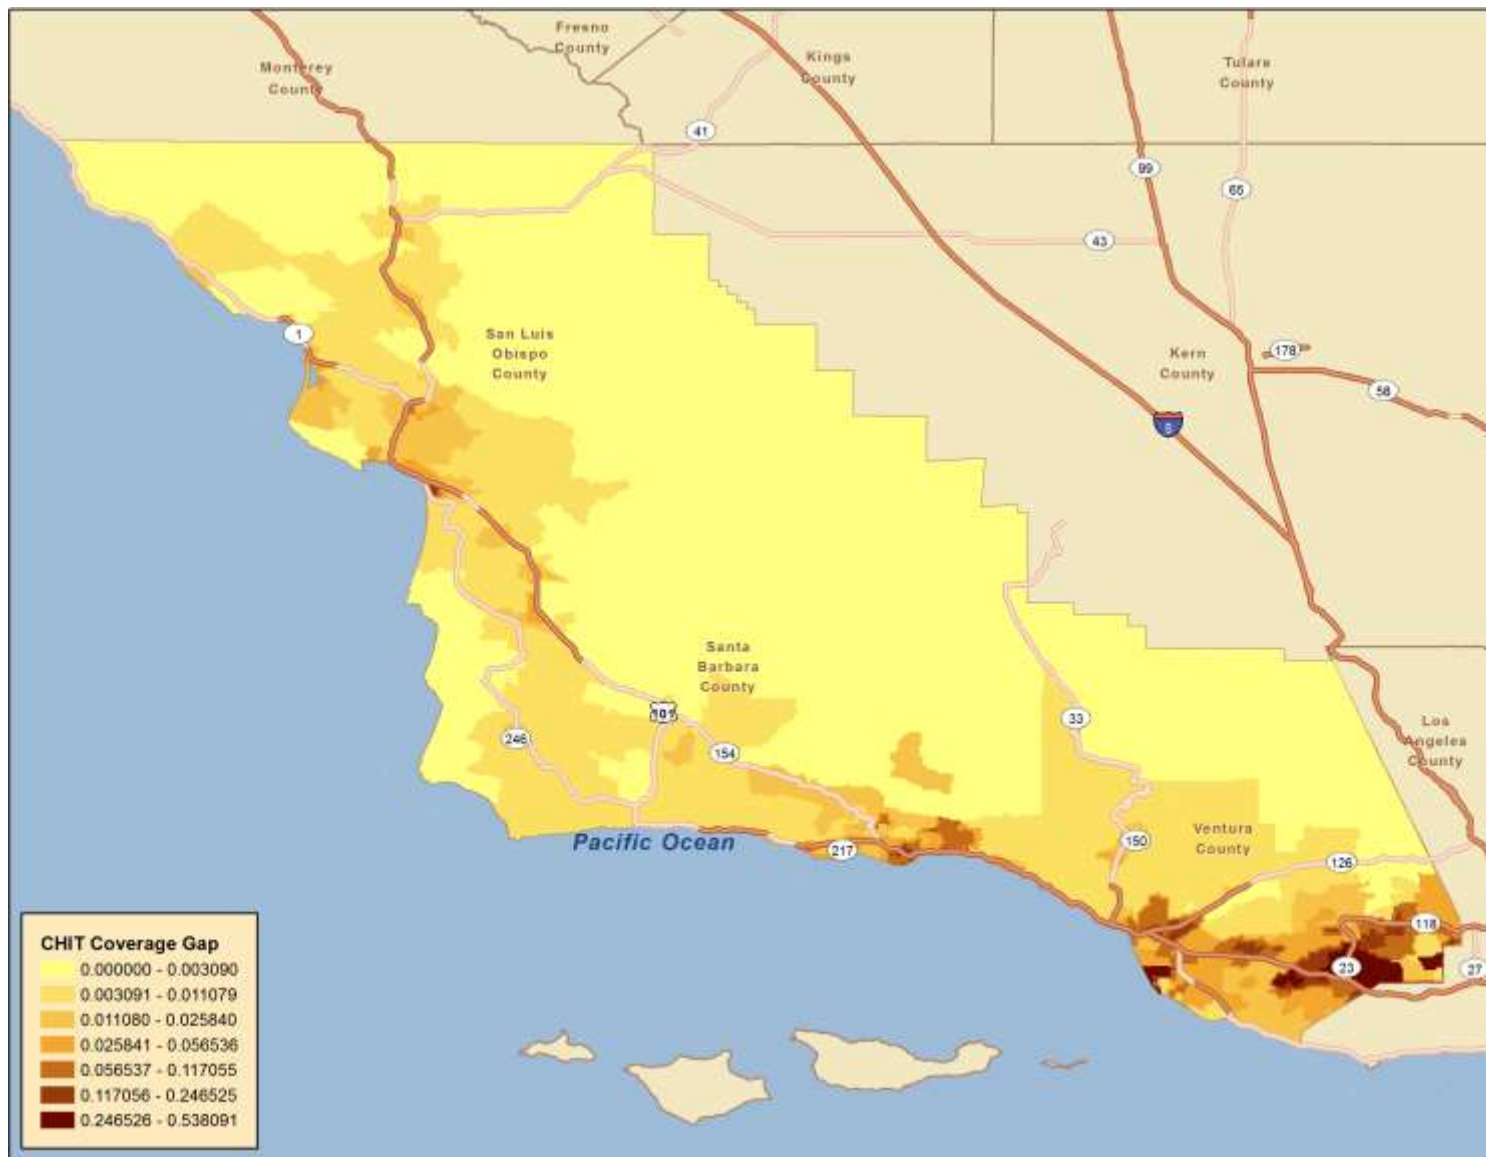 Fresno
County
Monterey
County
Kings
County
Tulare
County
41
99
65
43
1
San Luis
Obispo
County
178
Kern
County
58
5
Santa
Barbara
County
101
33
246
154
Los
Angeles
County
Pacific Ocean
217
150
Ventura
County
126
118
23
27
CHIT Coverage Gap
0.000000 - 0.003090
0.003091 - 0.011079
0.011080 - 0.025840
0.025841 - 0.056536
0.056537 - 0.117055
0.117056 - 0.246525
0.246526 - 0.538091